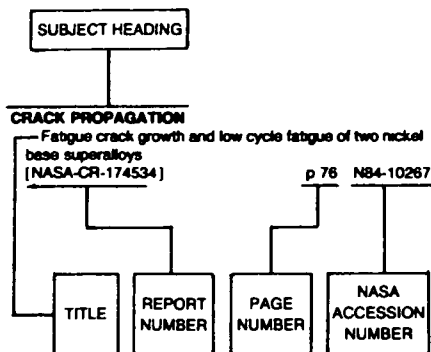 SUBJECT HEADING
CRACK PROPAGATION
Fatigue crack growth and low cycle fatigue of two nickel
base superalloys
[NASA-CR-174534] p 76 N84-10267
TITLE
REPORT
NUMBER
PAGE
NUMBER
NASA
ACCESSION
NUMBER